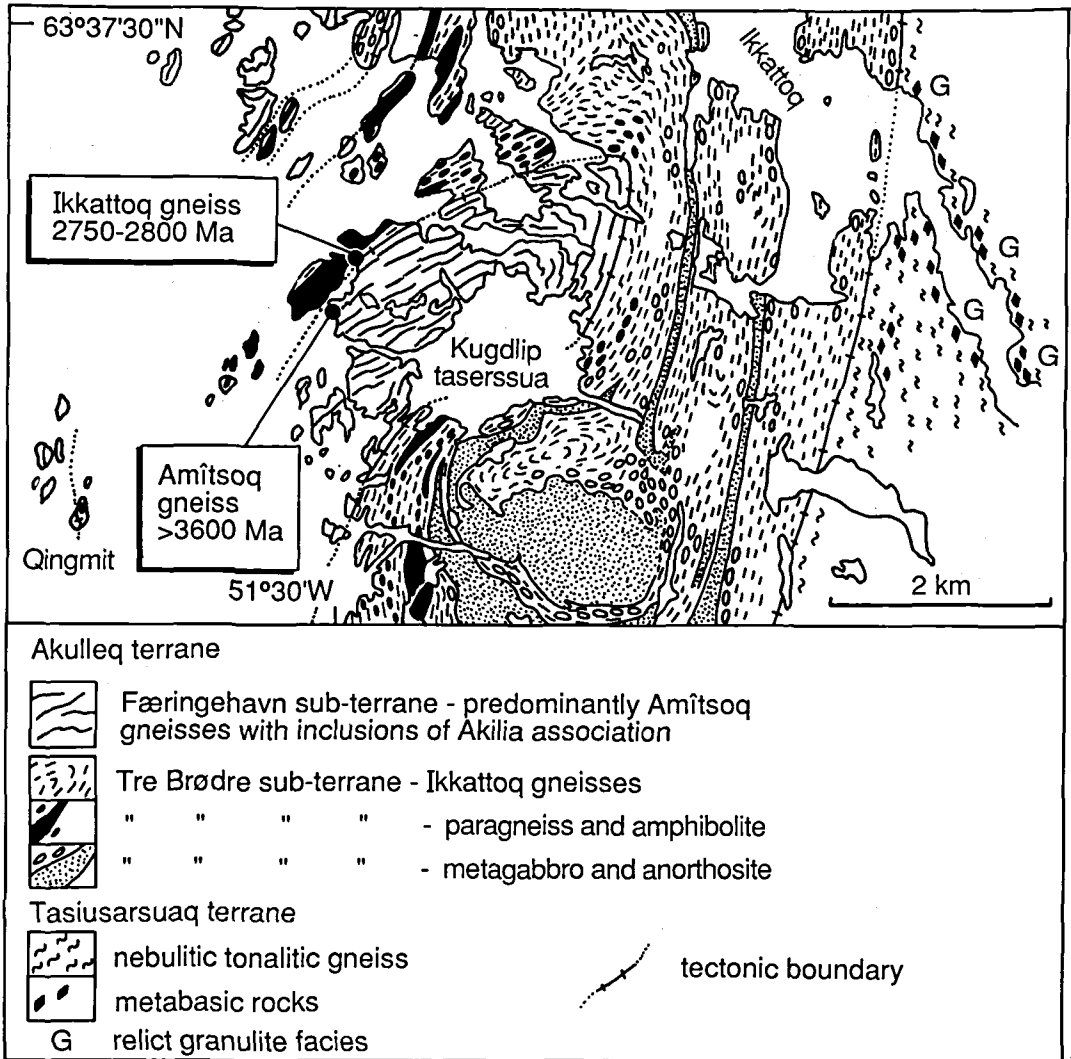 63°37'30"N
Ikkattoq
G
Ikkattoq gneiss
2750-2800 Ma
G
G
G
Kugdlip
taserssua
Amîtsoq
gneiss
>3600 Ma
Qingmit
51°30'W
2 km
Akulleq terrane
Færingehavn sub-terrane - predominantly Amîtsoq
gneisses with inclusions of Akilia association
Tre Brødre sub-terrane - Ikkattoq gneisses
" " " " - paragneiss and amphibolite
" " " " - metagabbro and anorthosite
Tasiusarsuaq terrane
nebulitic tonalitic gneiss
tectonic boundary
metabasic rocks
G relict granulite facies